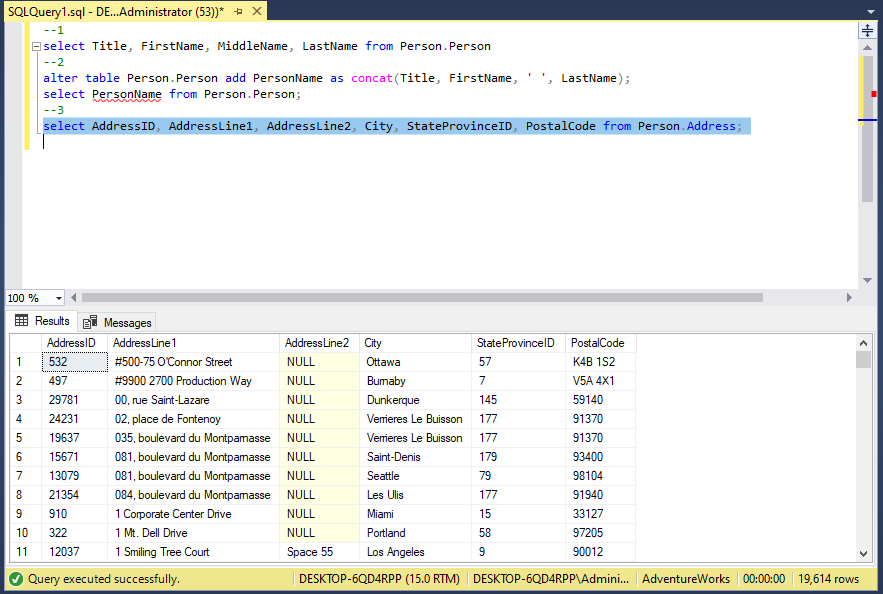 SQLQuery1.sql - DE...Administrator (53))*
--1
select Title, FirstName, MiddleName, LastName from Person.Person
--2
alter table Person.Person add PersonName as concat(Title, FirstName, ' ', LastName);
select PersonName from Person.Person;
--3
select AddressID, AddressLine1, AddressLine2, City, StateProvinceID, PostalCode from Person.Address;
100 %
Results Messages
AddressID AddressLine1 AddressLine2 City StateProvinceID PostalCode
1 532 #500-75 O'Connor Street NULL Ottawa 57 K4B 1S2
2 497 #9900 2700 Production Way NULL Burnaby 7 V5A 4X1
3 29781 00, rue Saint-Lazare NULL Dunkerque 145 59140
4 24231 02, place de Fontenoy NULL Verrieres Le Buisson 177 91370
5 19637 035, boulevard du Montparnasse NULL Verrieres Le Buisson 177 91370
6 15671 081, boulevard du Montparnasse NULL Saint-Denis 179 93400
7 13079 081, boulevard du Montparnasse NULL Seattle 79 98104
8 21354 084, boulevard du Montparnasse NULL Les Ulis 177 91940
9 910 1 Corporate Center Drive NULL Miami 15 33127
10 322 1 Mt. Dell Drive NULL Portland 58 97205
11 12037 1 Smiling Tree Court Space 55 Los Angeles 9 90012
Query executed successfully. DESKTOP-6QD4RPP (15.0 RTM) DESKTOP-6QD4RPP\Admini... AdventureWorks 00:00:00 19,614 rows